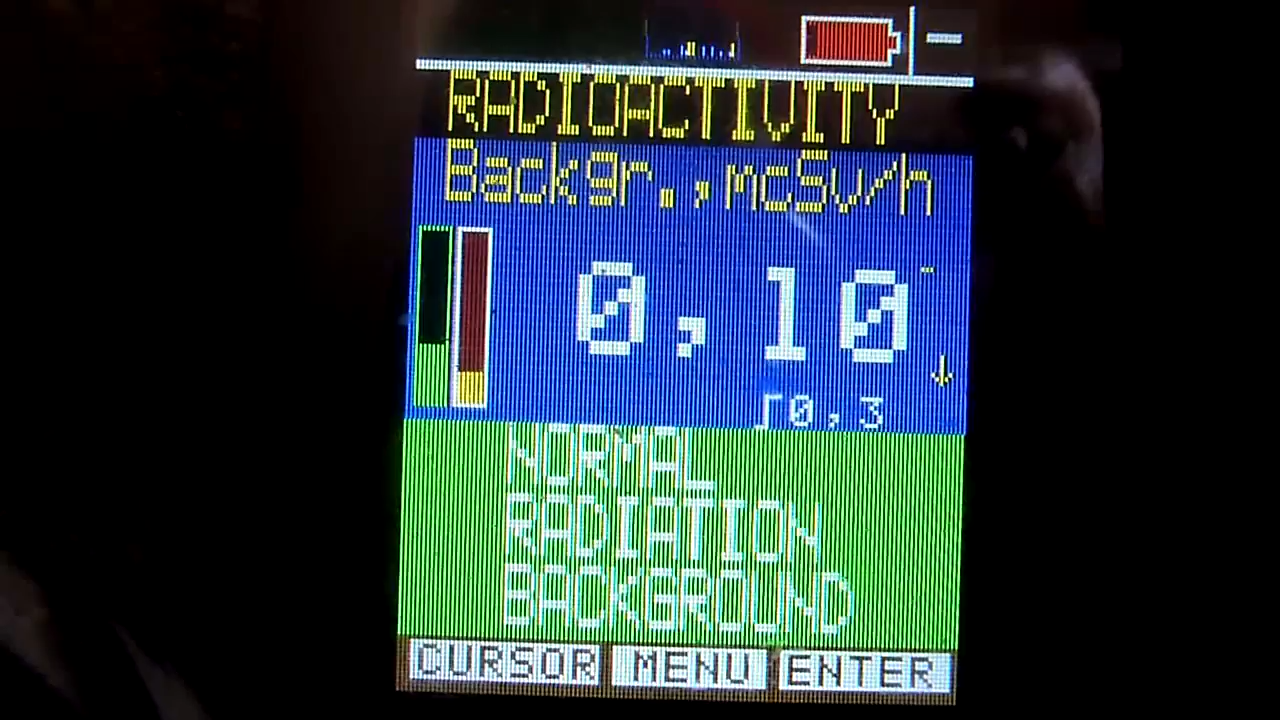 RADIOACTIVITY
Backgr.,mcSv/h
0,10
0,3
NORMAL
RADIATION
BACKGROUND
CURSOR MENU ENTER